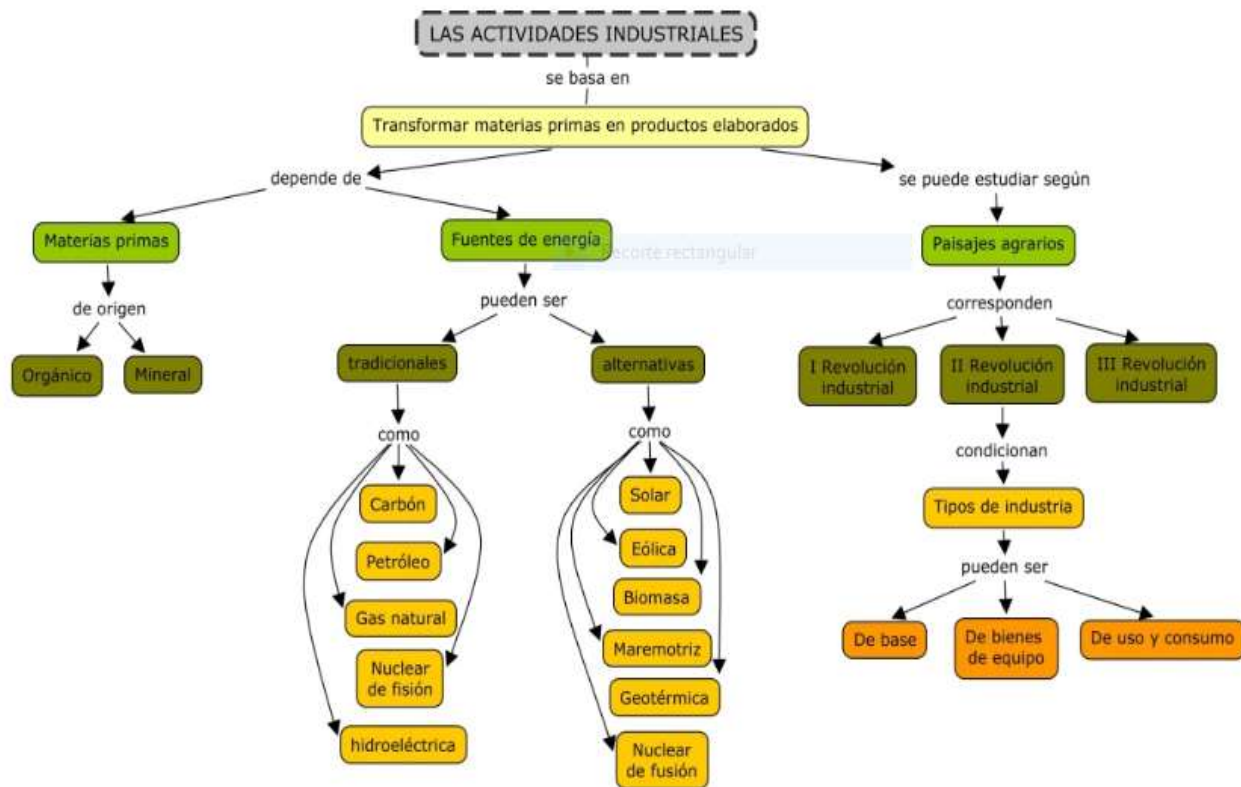 LAS ACTIVIDADES INDUSTRIALES
se basa en
Transformar materias primas en productos elaborados
depende de
se puede estudiar según
Materias primas
Fuentes de energía
Recorte rectangular
Paisajes agrarios
de origen
pueden ser
corresponden
Orgánico
Mineral
tradicionales
alternativas
I Revolución
industrial
II Revolución
industrial
III Revolución
industrial
como
como
condicionan
Carbón
Petróleo
Gas natural
Nuclear
de fisión
hidroeléctrica
Solar
Eólica
Biomasa
Maremotriz
Geotérmica
Nuclear
de fusión
Tipos de industria
pueden ser
De base
De bienes
de equipo
De uso y consumo